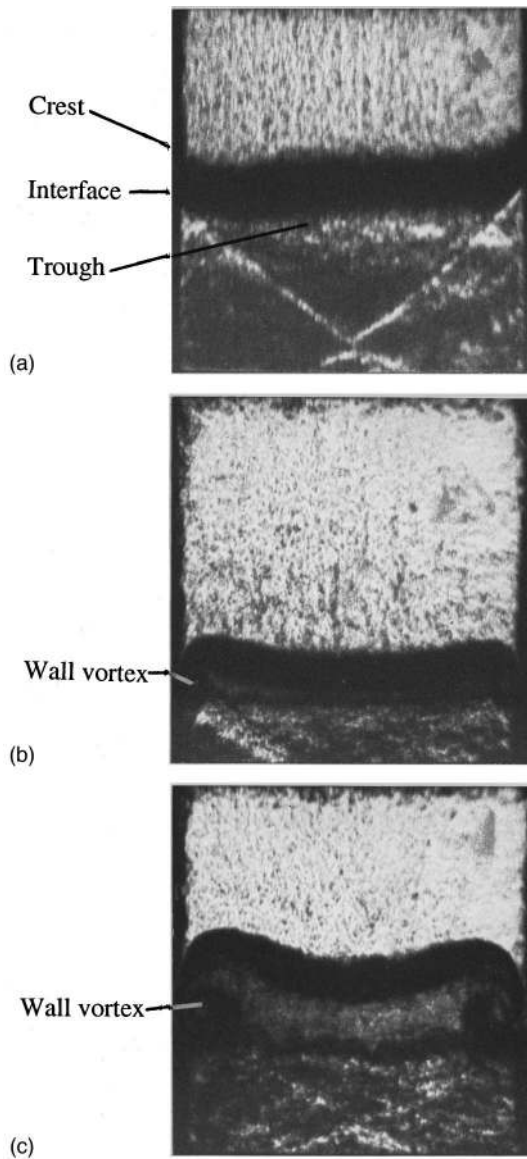 Crest
Interface
Trough
(a)
Wall vortex
(b)
Wall vortex
(c)